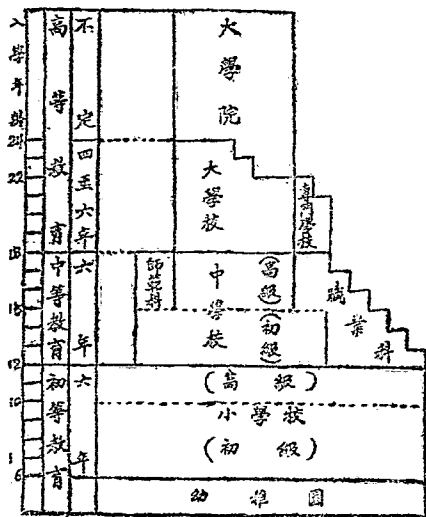 入學年齡
高等教育
不定
大學院
24
四至六年
22
大學校
專門學校
18
中等教育
六年
師範科
中學校
(高級)
(初級)
職業科
12
初等教育
六年
(高級)
10
小學校
(初級)
6
幼稚園